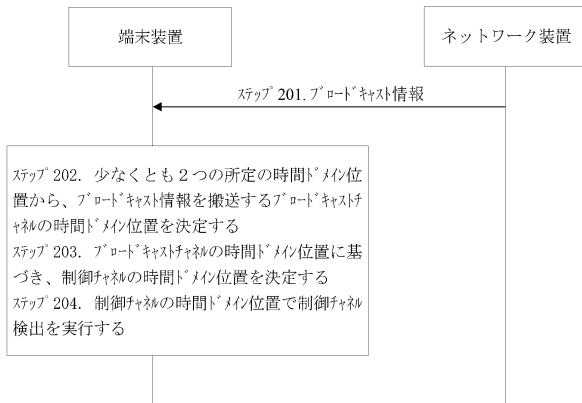 端末装置
ネットワーク装置
ｽﾃｯﾌﾟ 201. ﾌﾞﾛｰﾄﾞｷｬｽﾄ情報
ｽﾃｯﾌﾟ 202. 少なくとも２つの所定の時間ﾄﾞﾒｲﾝ位
置から、ﾌﾞﾛｰﾄﾞｷｬｽﾄ情報を搬送するﾌﾞﾛｰﾄﾞｷｬｽﾄﾁ
ｬﾈﾙの時間ﾄﾞﾒｲﾝ位置を決定する
ｽﾃｯﾌﾟ 203. ﾌﾞﾛｰﾄﾞｷｬｽﾄﾁｬﾈﾙの時間ﾄﾞﾒｲﾝ位置に基
づき、制御ﾁｬﾈﾙの時間ﾄﾞﾒｲﾝ位置を決定する
ｽﾃｯﾌﾟ 204. 制御ﾁｬﾈﾙの時間ﾄﾞﾒｲﾝ位置で制御ﾁｬﾈﾙ
検出を実行する